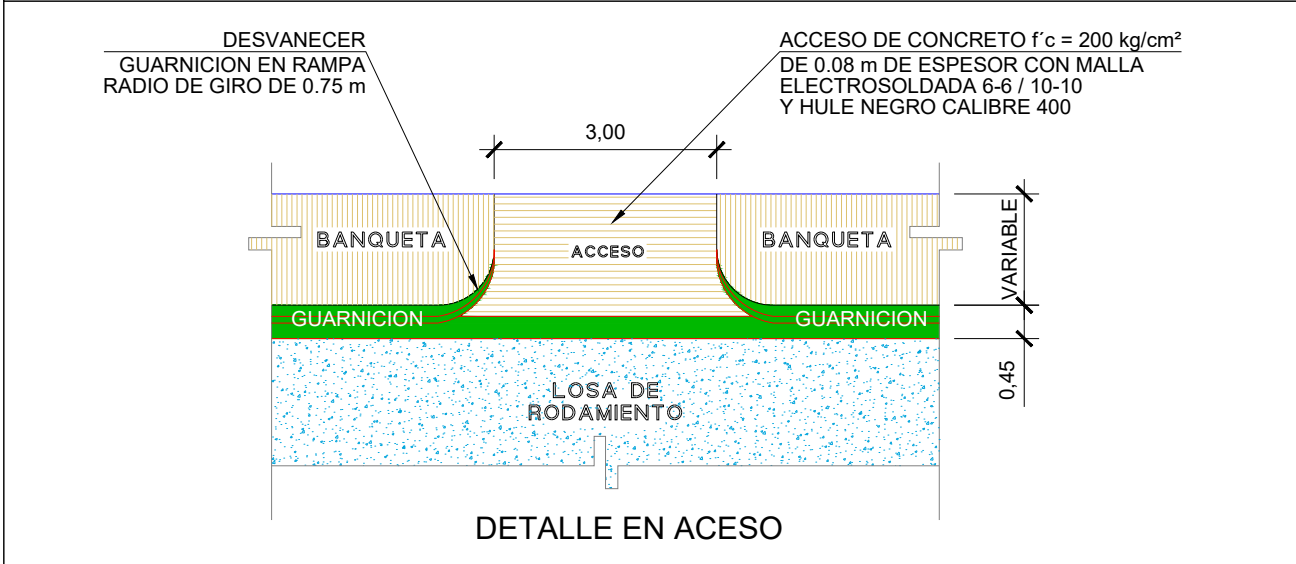 DESVANECER
GUARNICION EN RAMPA
RADIO DE GIRO DE 0.75 m
ACCESO DE CONCRETO f´c = 200 kg/cm²
DE 0.08 m DE ESPESOR CON MALLA
ELECTROSOLDADA 6-6 / 10-10
Y HULE NEGRO CALIBRE 400
3,00
BANQUETA
ACCESO
BANQUETA
VARIABLE
GUARNICION
GUARNICION
0,45
LOSA DE
RODAMIENTO
DETALLE EN ACESO